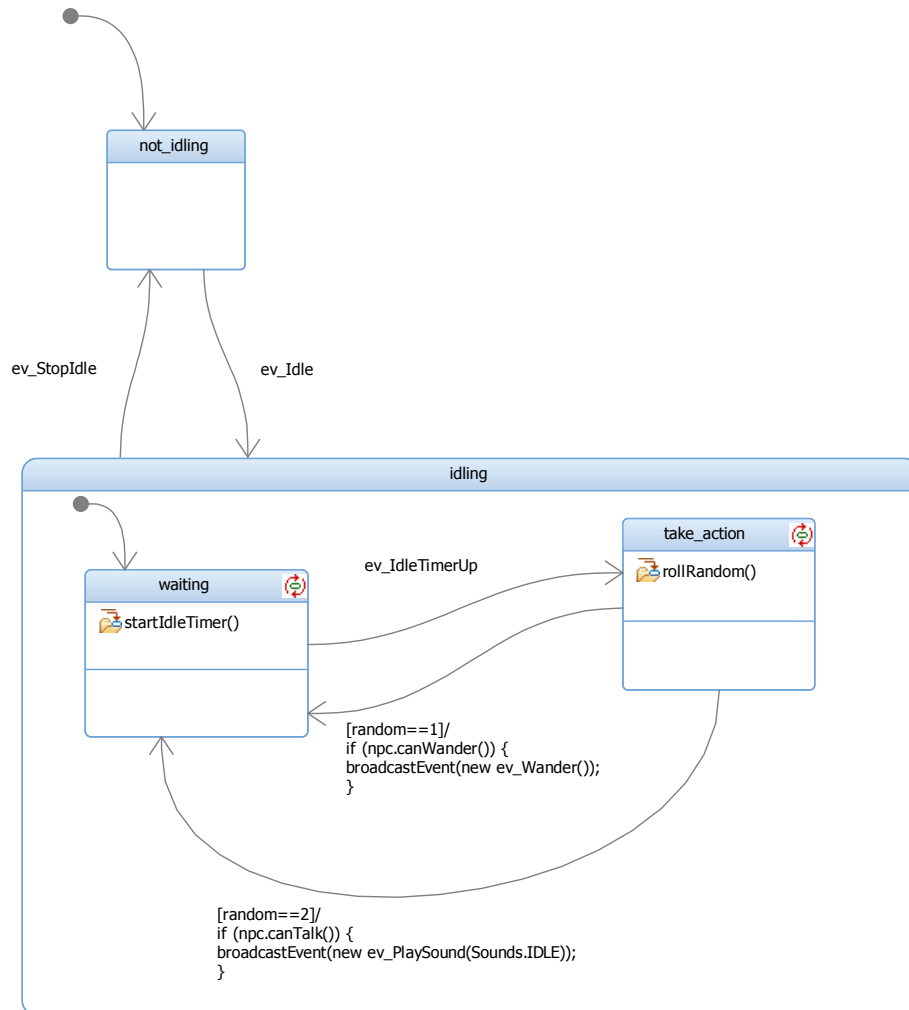 not_idling
ev_StopIdle
ev_Idle
idling
take_action
rollRandom()
ev_IdleTimerUp
waiting
startIdleTimer()
[random==1]/
if (npc.canWander()) {
broadcastEvent(new ev_Wander());
}
[random==2]/
if (npc.canTalk()) {
broadcastEvent(new ev_PlaySound(Sounds.IDLE));
}